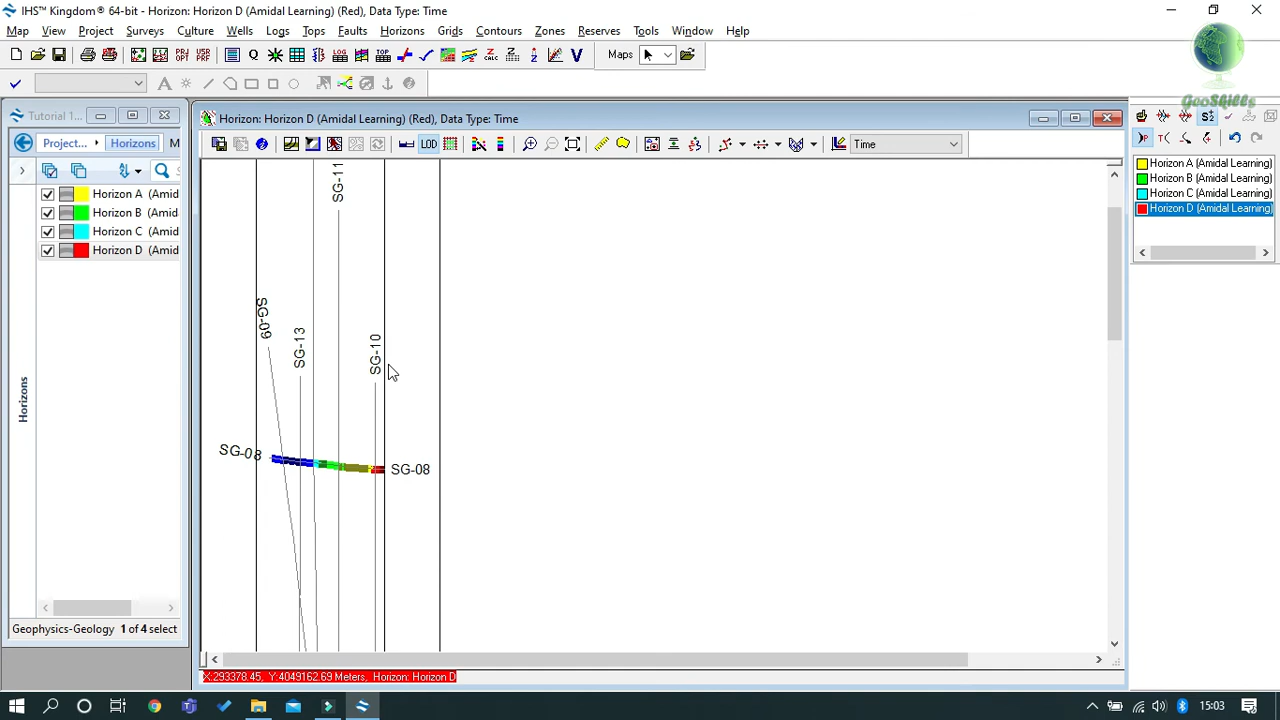 IHS™ Kingdom® 64-bit - Horizon: Horizon D (Amidal Learning) (Red), Data Type: Time
Map View Project Surveys Culture Wells Logs Tops Faults Horizons Grids Contours Zones Reserves Tools Window Help
Maps
GeoSkills
Tutorial 1...
Horizon: Horizon D (Amidal Learning) (Red), Data Type: Time
Project... Horizons M
LOD
Time
Horizon A (Amid
Horizon B (Amid
Horizon C (Amid
Horizon D (Amid
Horizons
Geophysics-Geology 1 of 4 select
SG-11
SG-09
SG-13
SG-10
SG-08
SG-08
X:293378.45, Y:4049162.69 Meters, Horizon: Horizon D
Horizon A (Amidal Learning)
Horizon B (Amidal Learning)
Horizon C (Amidal Learning)
Horizon D (Amidal Learning)
15:03